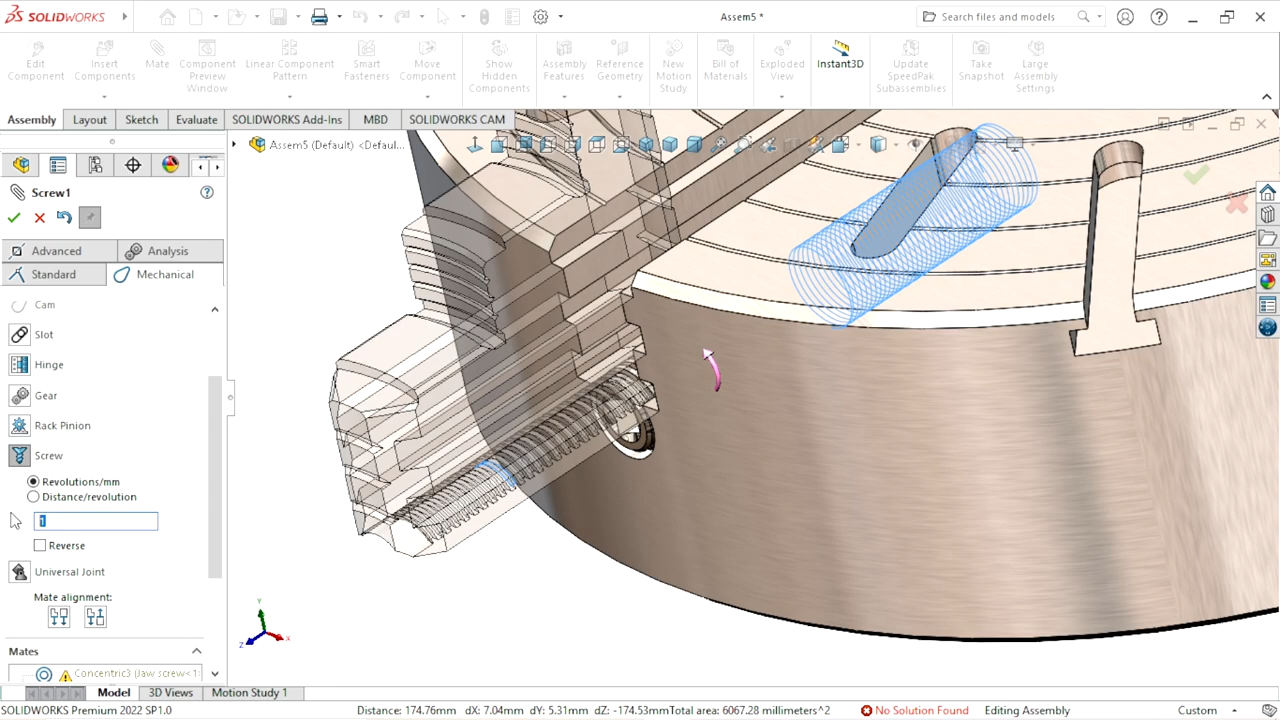 SOLIDWORKS
Assem5 *
Search files and models
Edit Component
Insert Components
Mate
Component Preview Window
Linear Component Pattern
Smart Fasteners
Move Component
Show Hidden Components
Assembly Features
Reference Geometry
New Motion Study
Bill of Materials
Exploded View
Instant3D
Update SpeedPak Subassemblies
Take Snapshot
Large Assembly Settings
Assembly
Layout
Sketch
Evaluate
SOLIDWORKS Add-Ins
MBD
SOLIDWORKS CAM
Assem5 (Default) <Defaul...
Screw1
Advanced
Analysis
Standard
Mechanical
Cam
Slot
Hinge
Gear
Rack Pinion
Screw
Revolutions/mm
Distance/revolution
1
Reverse
Universal Joint
Mate alignment:
Mates
Concentric3 (Jaw screw<1
Y
X
Z
Model
3D Views
Motion Study 1
SOLIDWORKS Premium 2022 SP1.0
Distance: 174.76mm dX: 7.04mm dY: 5.31mm dZ: -174.53mmTotal area: 6067.28 millimeters^2
No Solution Found
Editing Assembly
Custom